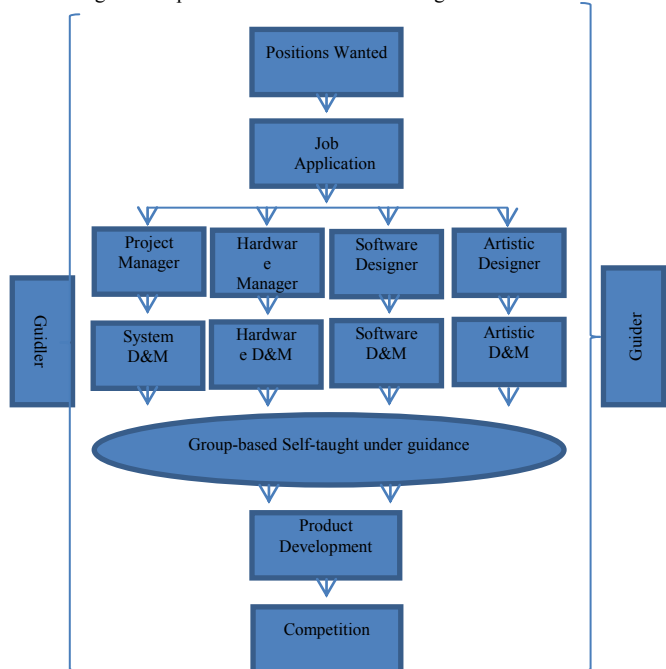 Positions Wanted
Job
Application
Project
Manager
Hardwar
e
Manager
Software
Designer
Artistic
Designer
Guidler
Guider
System
D&M
Hardwar
e D&M
Software
D&M
Artistic
D&M
Group-based Self-taught under guidance
Product
Development
Competition